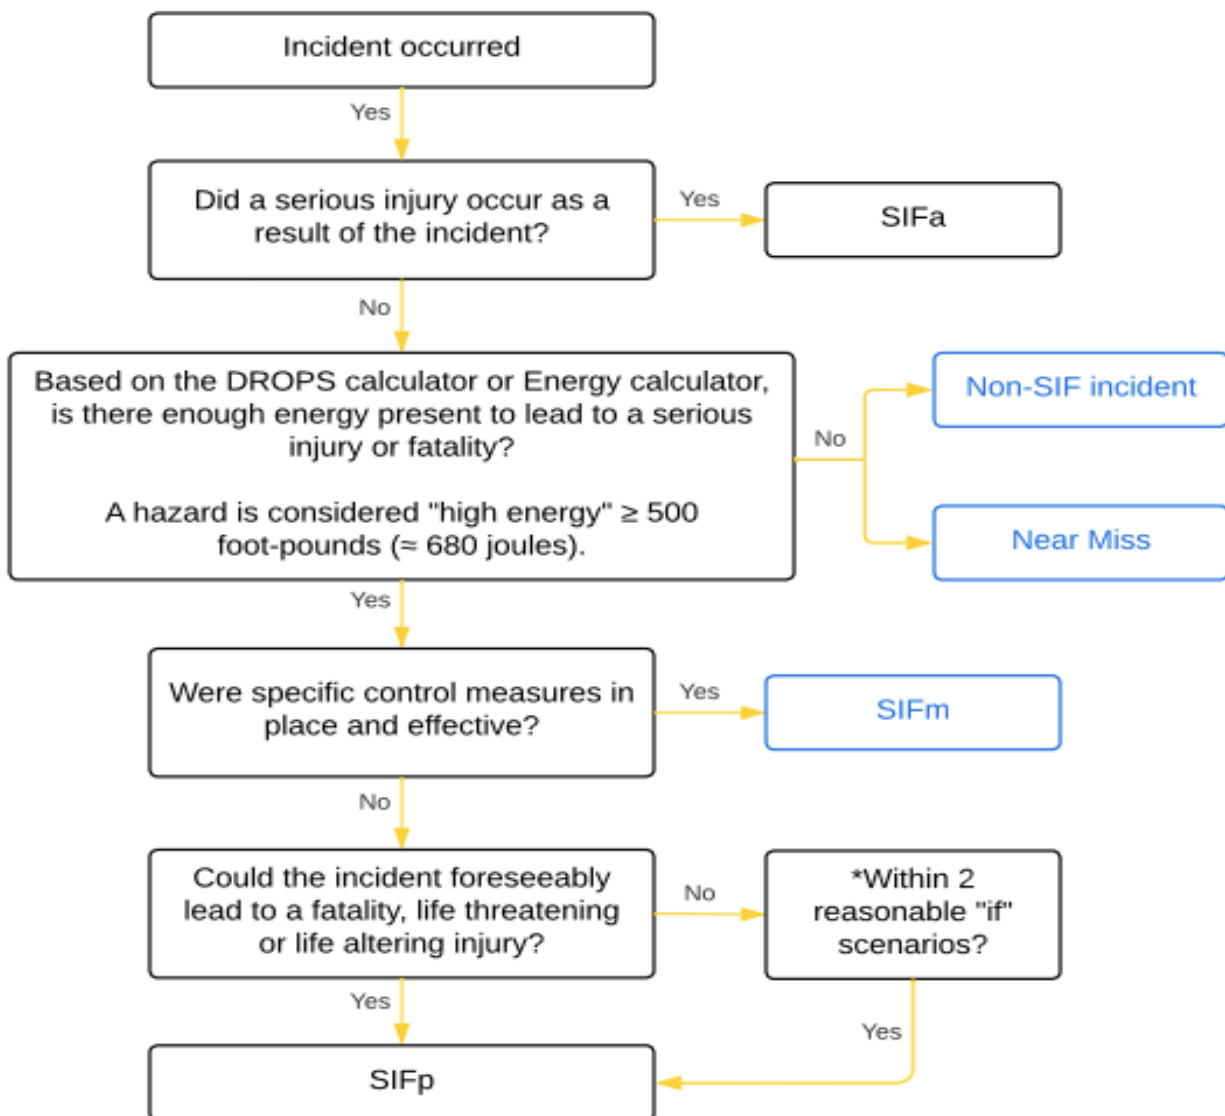 Incident occurred
Yes
Did a serious injury occur as a
result of the incident?
Yes
SIFa
No
Based on the DROPS calculator or Energy calculator,
is there enough energy present to lead to a serious
injury or fatality?
A hazard is considered "high energy" ≥ 500
foot-pounds (≈ 680 joules).
No
Non-SIF incident
Near Miss
Yes
Were specific control measures in
place and effective?
Yes
SIFm
No
Could the incident foreseeably
lead to a fatality, life threatening
or life altering injury?
No
*Within 2
reasonable "if"
scenarios?
Yes
Yes
SIFp